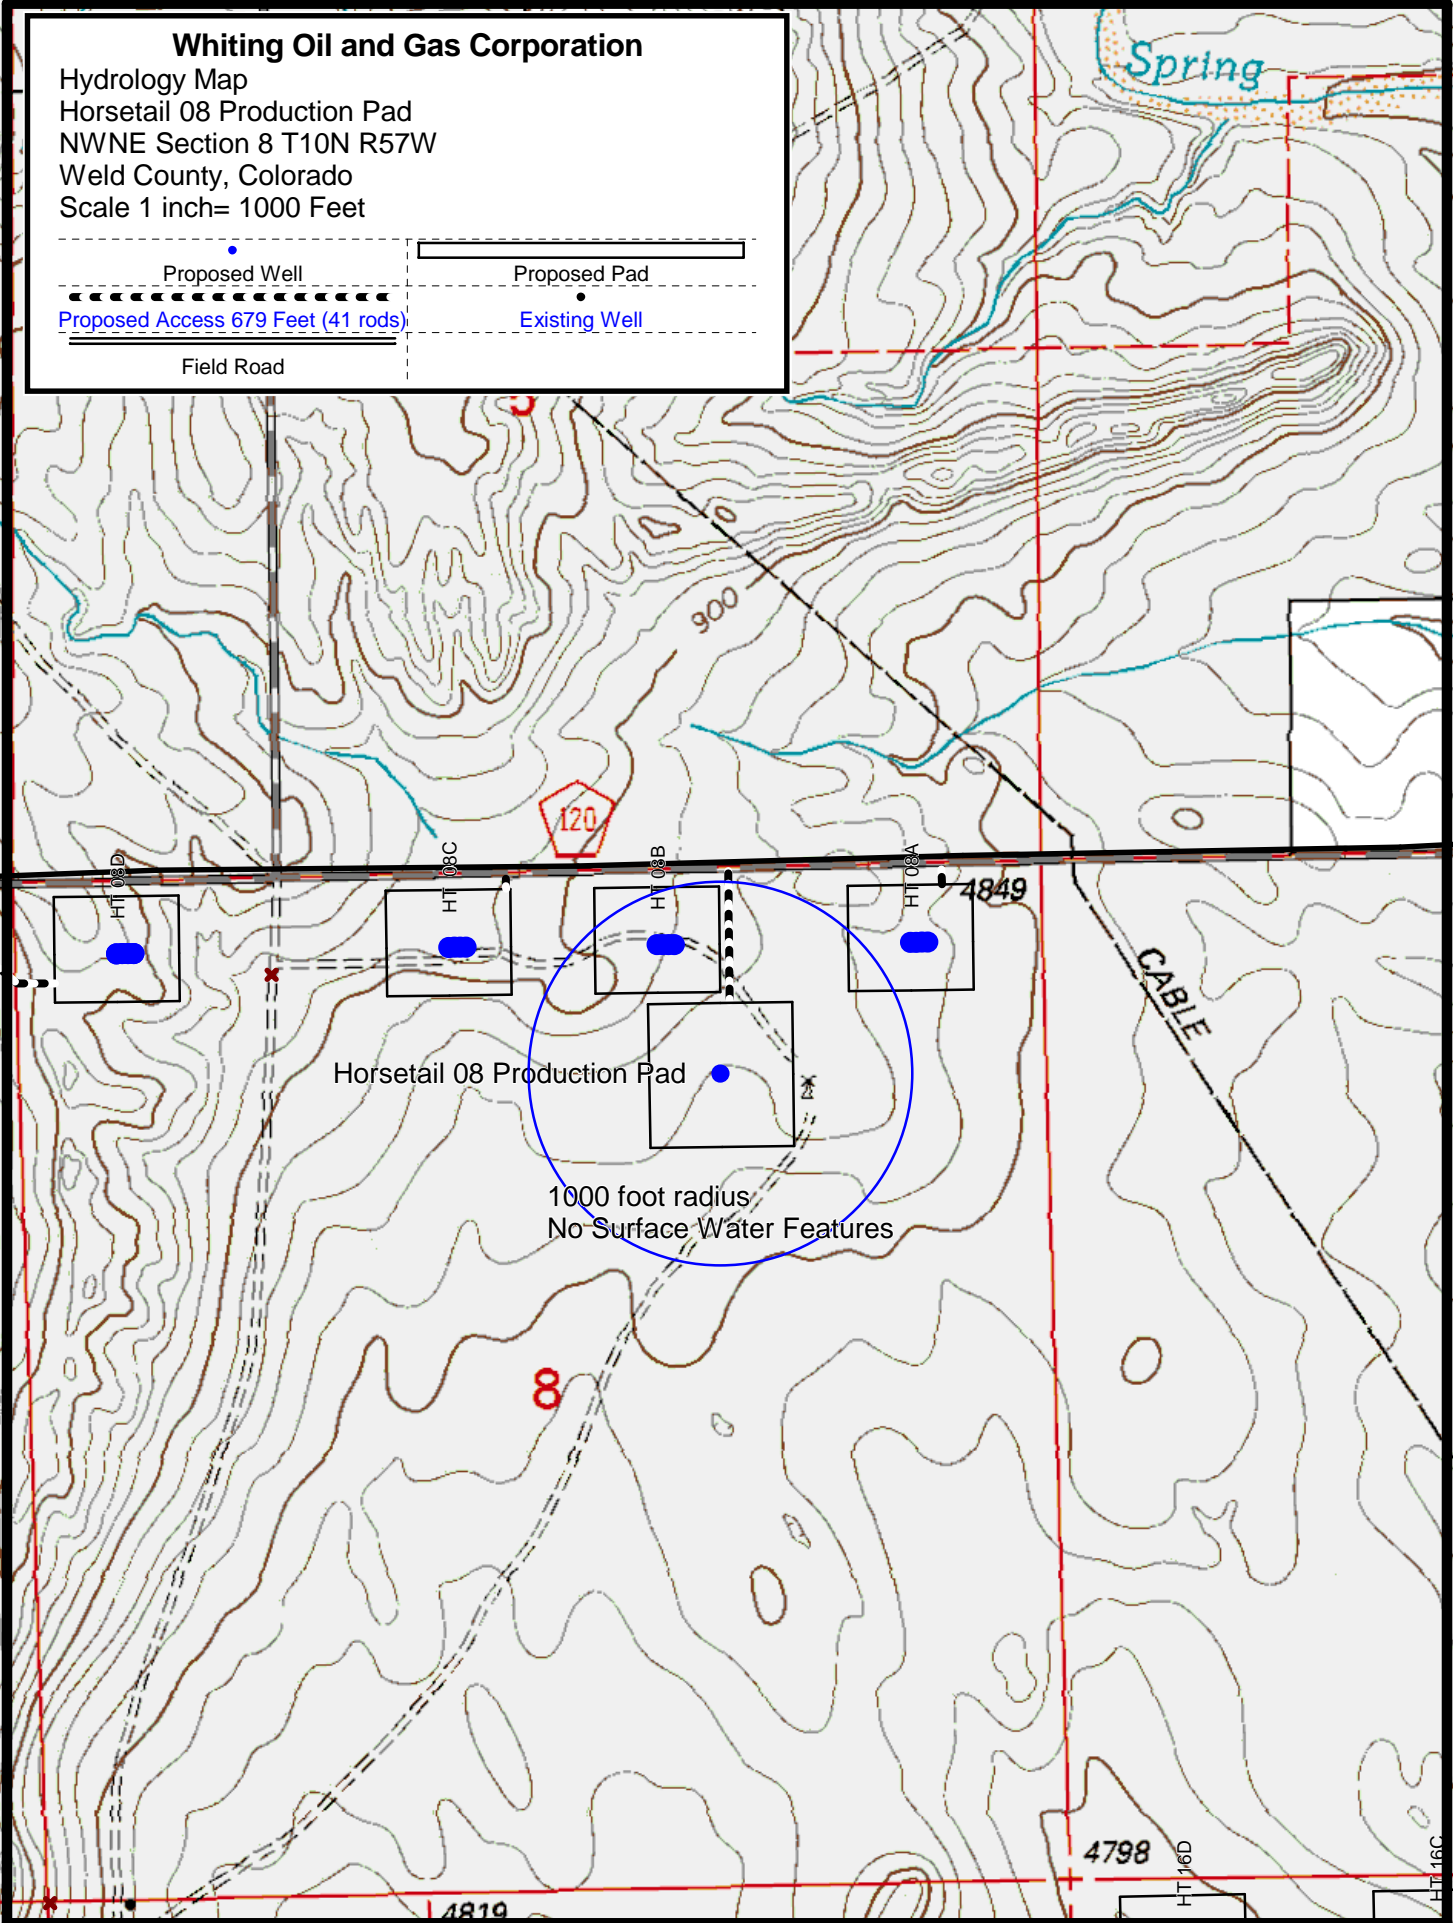 Whiting Oil and Gas Corporation
Hydrology Map
Horsetail 08 Production Pad
NWNE Section 8 T10N R57W
Weld County, Colorado
Scale 1 inch= 1000 Feet
Proposed Well
Proposed Pad
Proposed Access 679 Feet (41 rods)
Existing Well
Field Road
Spring
5
900
120
HT 08D
HT 08C
HT 08B
HT 08A
4849
CABLE
Horsetail 08 Production Pad
1000 foot radius
No Surface Water Features
8
4798
HT 16D
HT 16C
4819